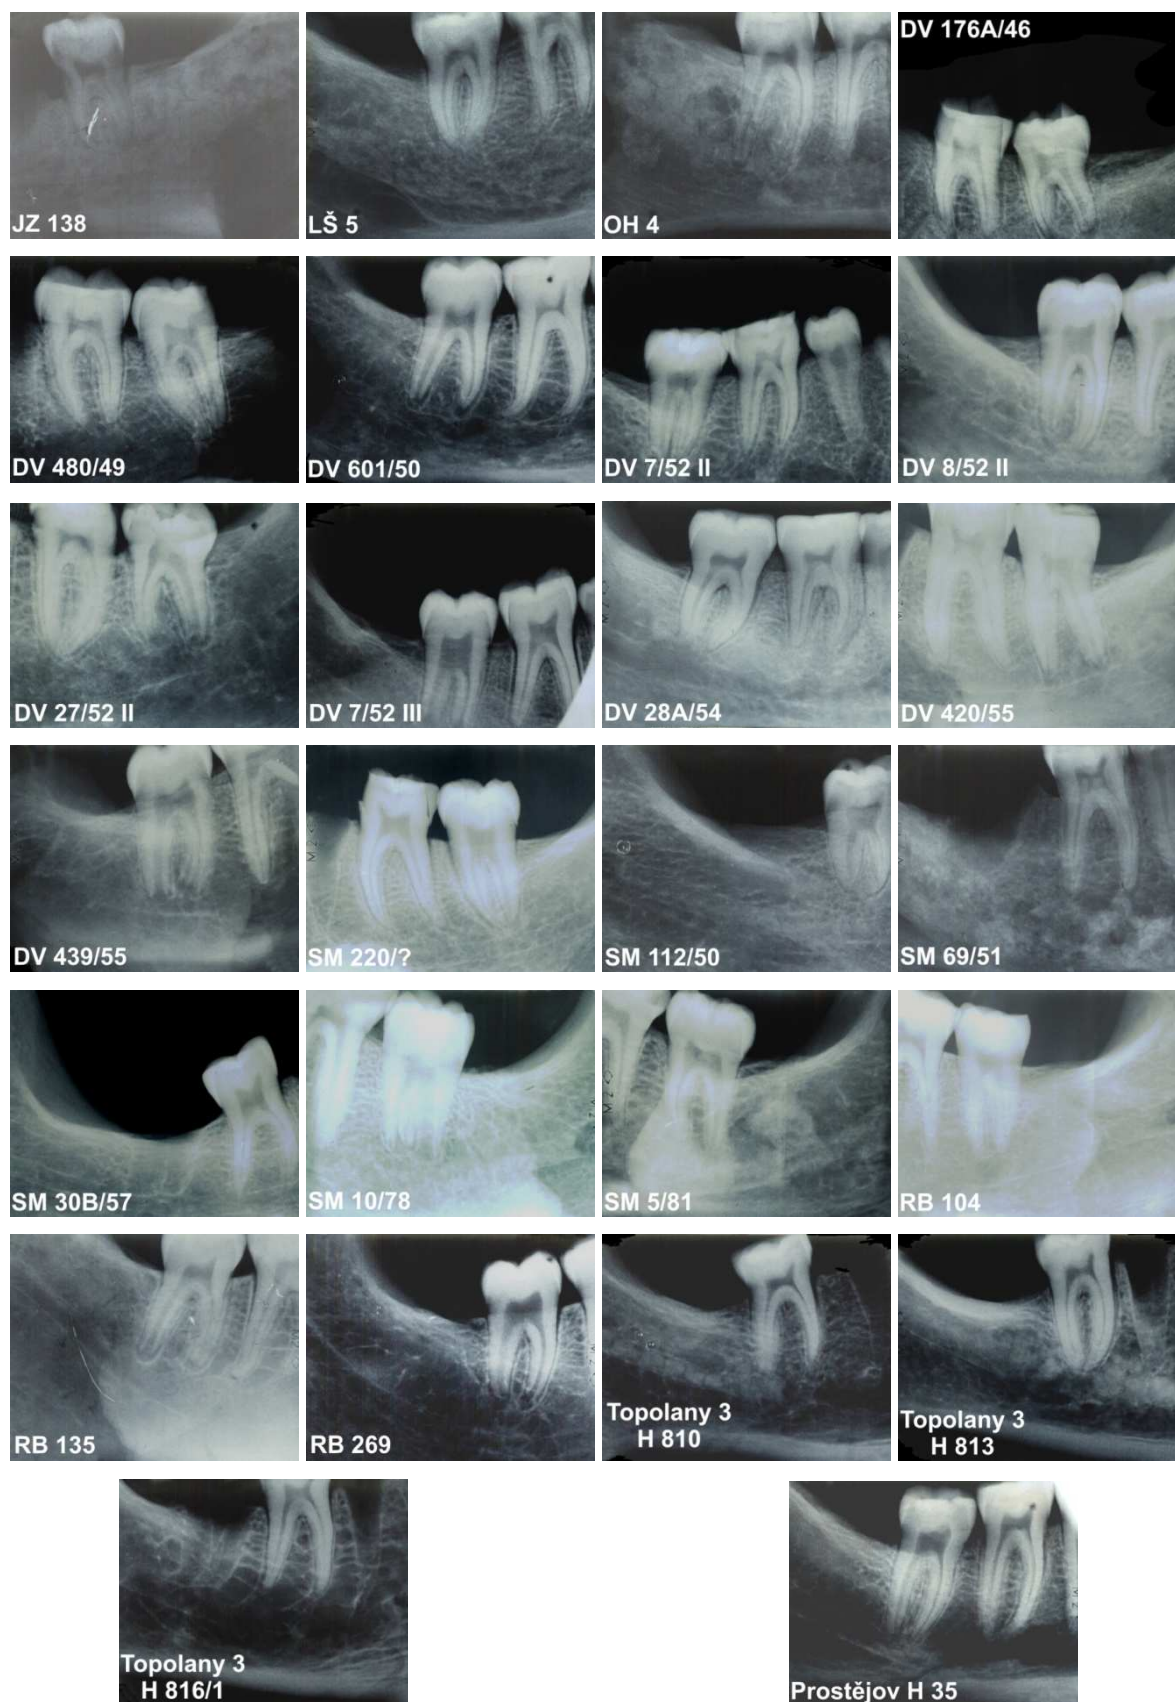 JZ 138
LŠ 5
OH 4
DV 176A/46
DV 480/49
DV 601/50
DV 7/52 II
DV 8/52 II
DV 27/52 II
DV 7/52 III
DV 28A/54
DV 420/55
DV 439/55
SM 220/?
SM 112/50
SM 69/51
SM 30B/57
SM 10/78
SM 5/81
RB 104
RB 135
RB 269
Topolany 3
H 810
Topolany 3
H 813
Topolany 3
H 816/1
Prostějov H 35